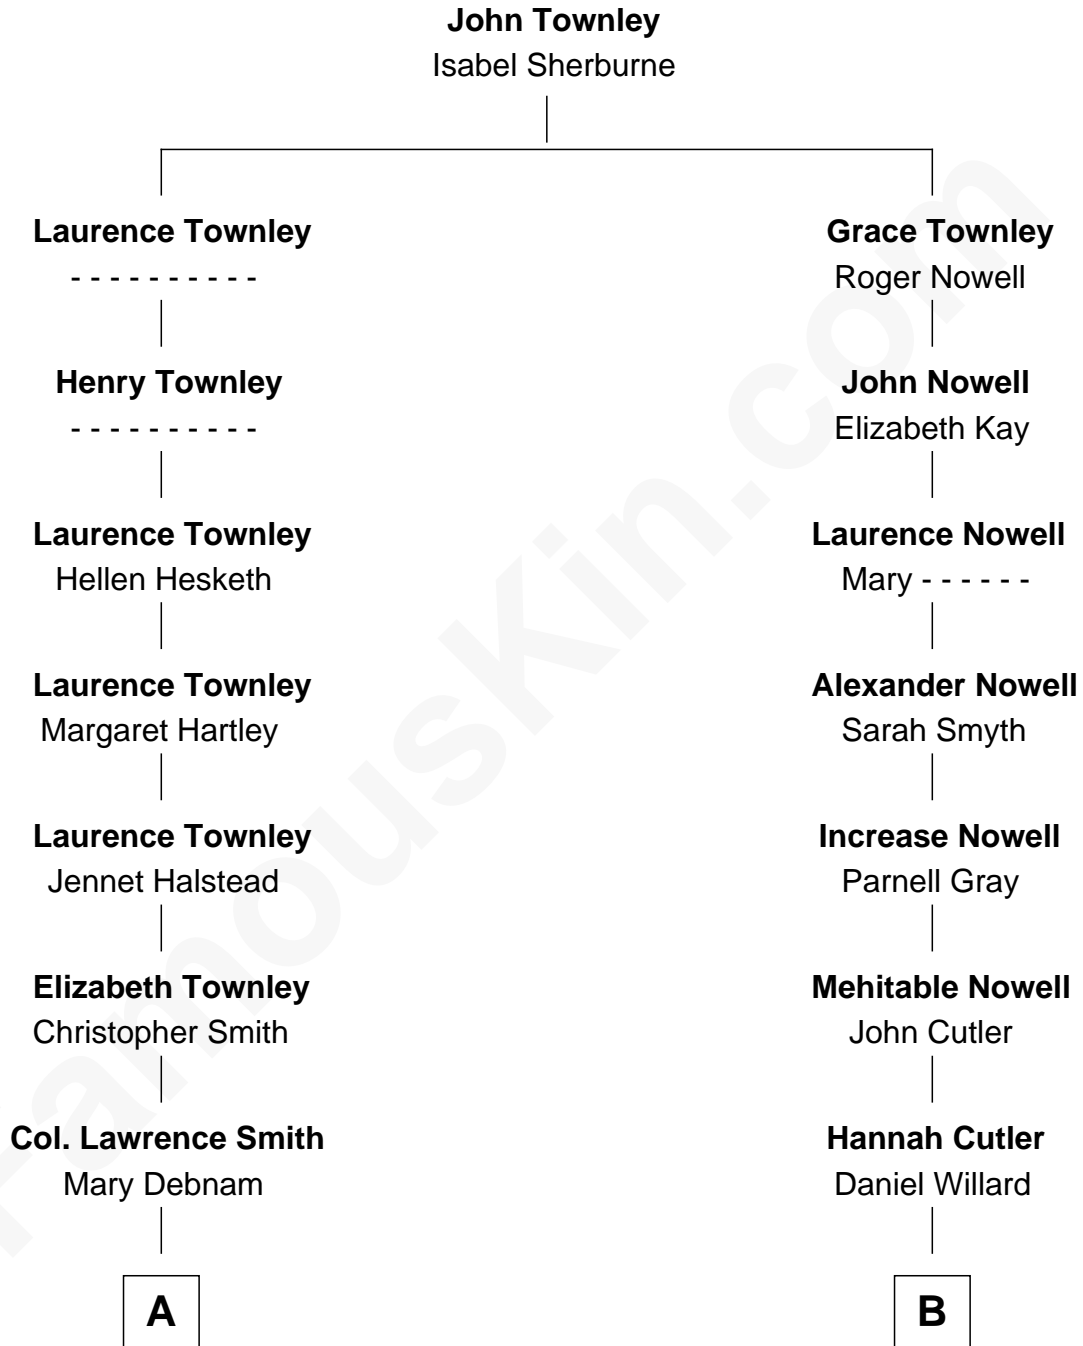 John Townley
Isabel Sherburne
Laurence Townley
- - - - - - - - - -
Henry Townley
- - - - - - - - - -
Laurence Townley
Hellen Hesketh
Laurence Townley
Margaret Hartley
Laurence Townley
Jennet Halstead
Elizabeth Townley
Christopher Smith
Col. Lawrence Smith
Mary Debnam
A
Grace Townley
Roger Nowell
John Nowell
Elizabeth Kay
Laurence Nowell
Mary - - - - - -
Alexander Nowell
Sarah Smyth
Increase Nowell
Parnell Gray
Mehitable Nowell
John Cutler
Hannah Cutler
Daniel Willard
B
FamousKin.com